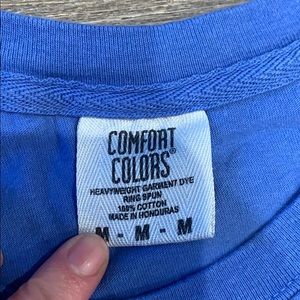 COMFORT
COLORS®
HEAVYWEIGHT GARMENT DYE
RING SPUN
100% COTTON
MADE IN HONDURAS
M - M - M